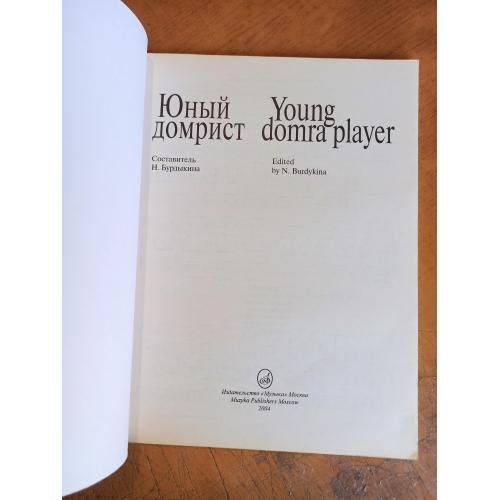 Юный
домрист
Составитель
Н. Бурдыкина
Young
domra player
Edited
by N. Burdykina
Издательство «Музыка» Москва
Muzyka Publishers Moscow
2004